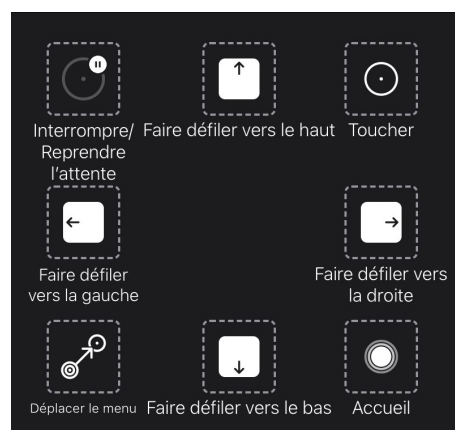 Interrompre/
Reprendre
l'attente
Faire défiler vers le haut
Toucher
Faire défiler
vers la gauche
Faire défiler vers
la droite
Déplacer le menu
Faire défiler vers le bas
Accueil